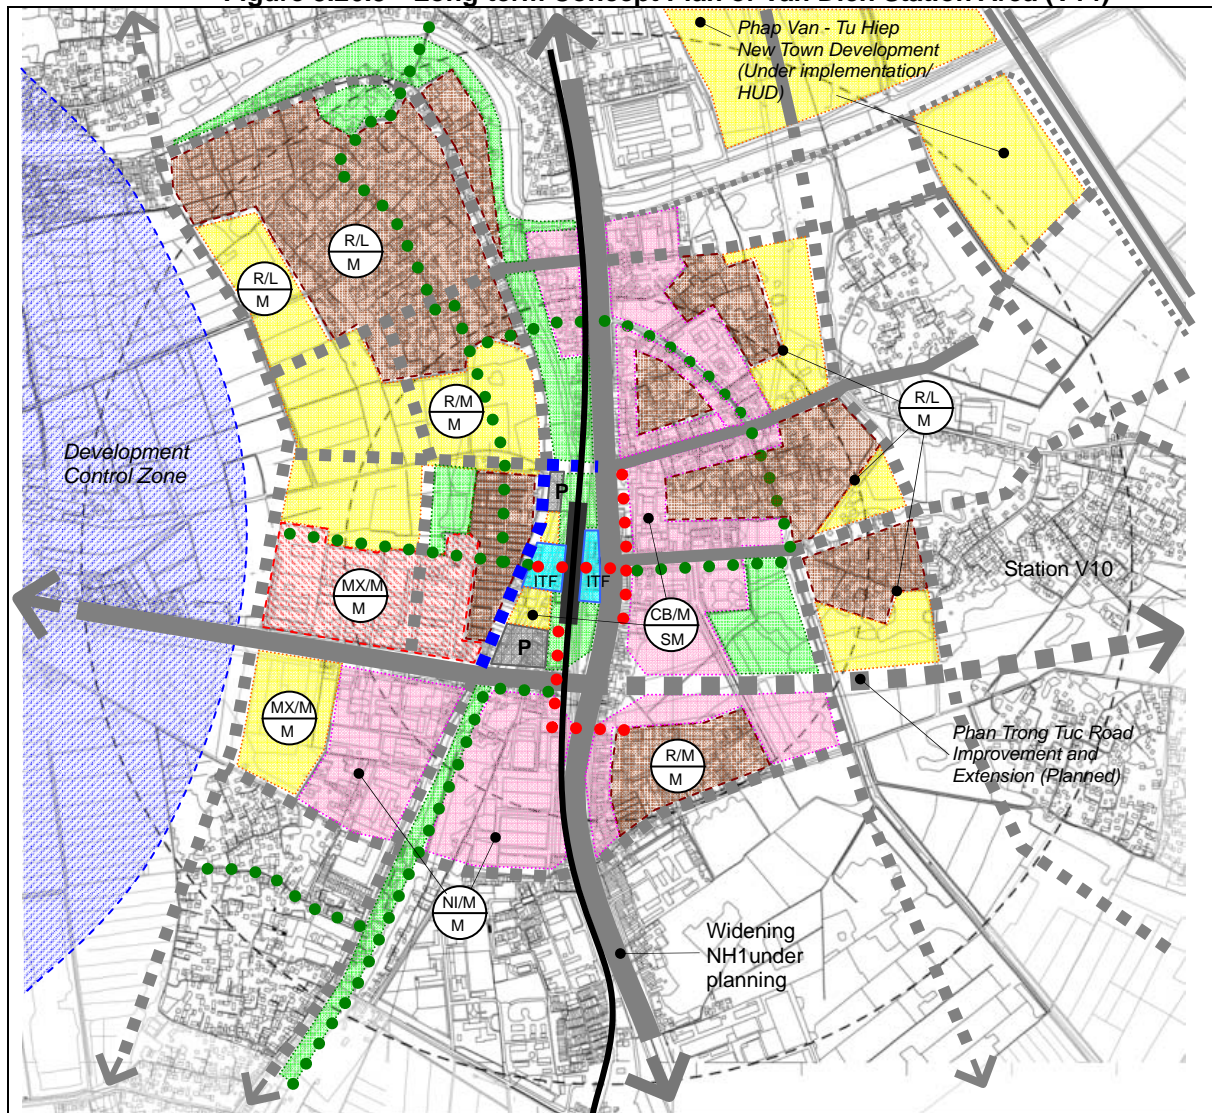 Phap Van - Tu Hiep
New Town Development
(Under implementation/
HUD)
R/L
M
R/L
M
R/M
M
R/L
M
Development
Control Zone
P
ITF
ITF
Station V10
MX/M
M
CB/M
SM
P
MX/M
M
R/M
M
Phan Trong Tuc Road
Improvement and
Extension (Planned)
NI/M
M
Widening
NH1under
planning